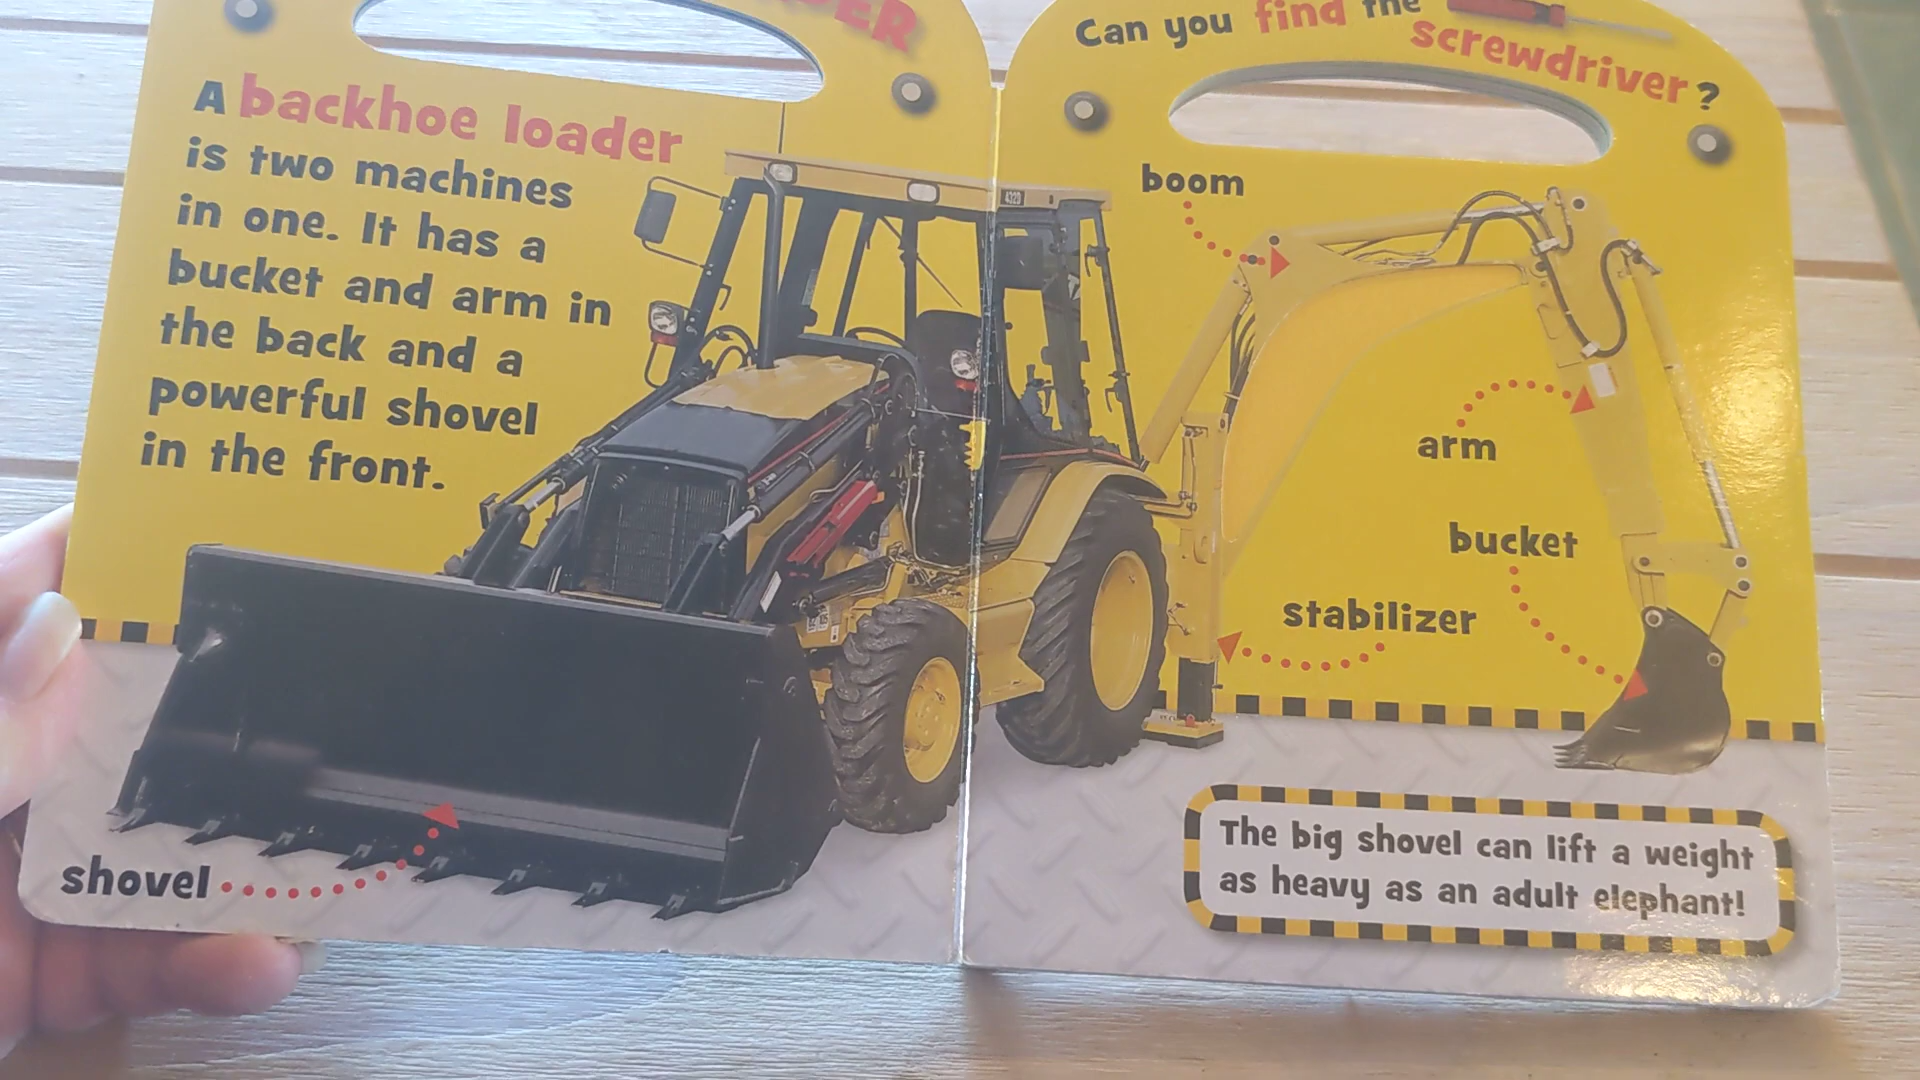 A backhoe loader
is two machines
in one. It has a
bucket and arm in
the back and a
powerful shovel
in the front.
shovel
Can you find the
screwdriver?
boom
arm
bucket
stabilizer
The big shovel can lift a weight
as heavy as an adult elephant!